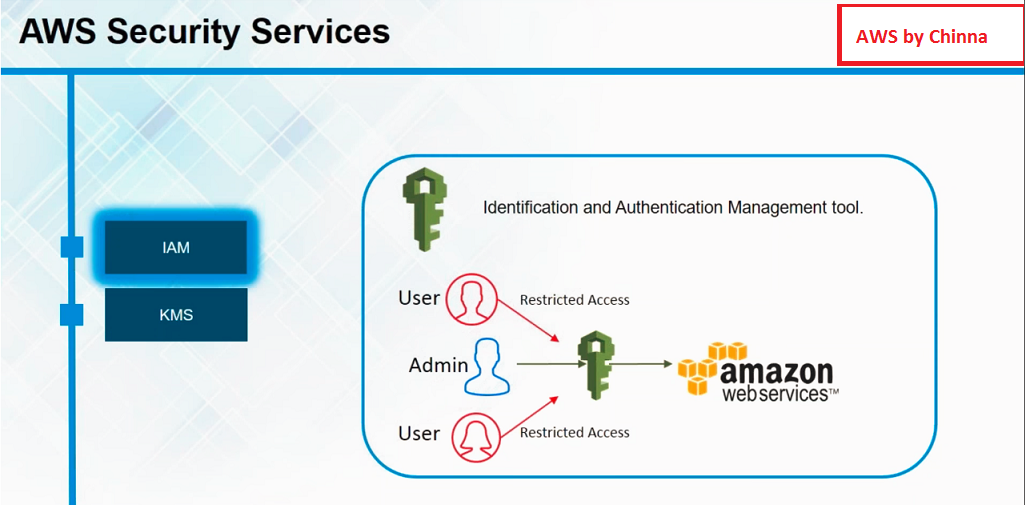 AWS Security Services
AWS by Chinna
IAM
KMS
Identification and Authentication Management tool.
User
Restricted Access
Admin
amazon
webservices™
User
Restricted Access